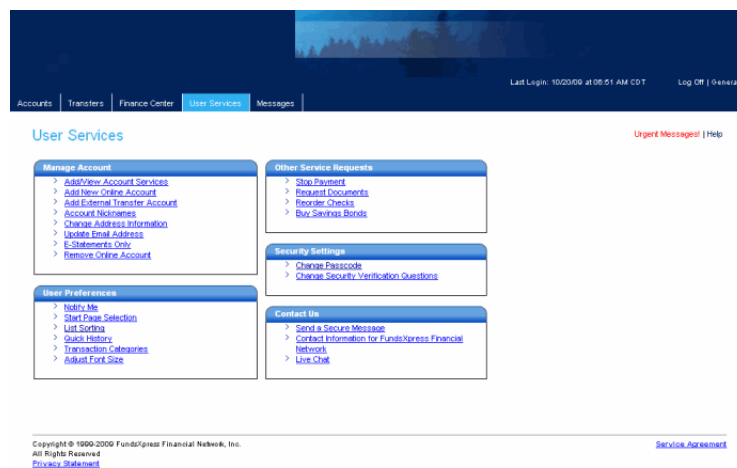 Last Login: 10/20/09 at 06:51 AM CDT Log Off | Genera
Accounts Transfers Finance Center User Services Messages
User Services
Urgent Messages! | Help
Manage Account
> Add/View Account Services
> Add New Online Account
> Add External Transfer Account
> Account Nicknames
> Change Address Information
> Update Email Address
> E-Statements Only
> Remove Online Account
User Preferences
> Notify Me
> Start Page Selection
> List Sorting
> Quick History
> Transaction Categories
> Adjust Font Size
Other Service Requests
> Stop Payment
> Request Documents
> Reorder Checks
> Buy Savings Bonds
Security Settings
> Change Passcode
> Change Security Verification Questions
Contact Us
> Send a Secure Message
> Contact Information for FundsXpress Financial
Network
> Live Chat
Copyright © 1999-2009 FundsXpress Financial Network, Inc.
All Rights Reserved
Privacy Statement
Service Agreement